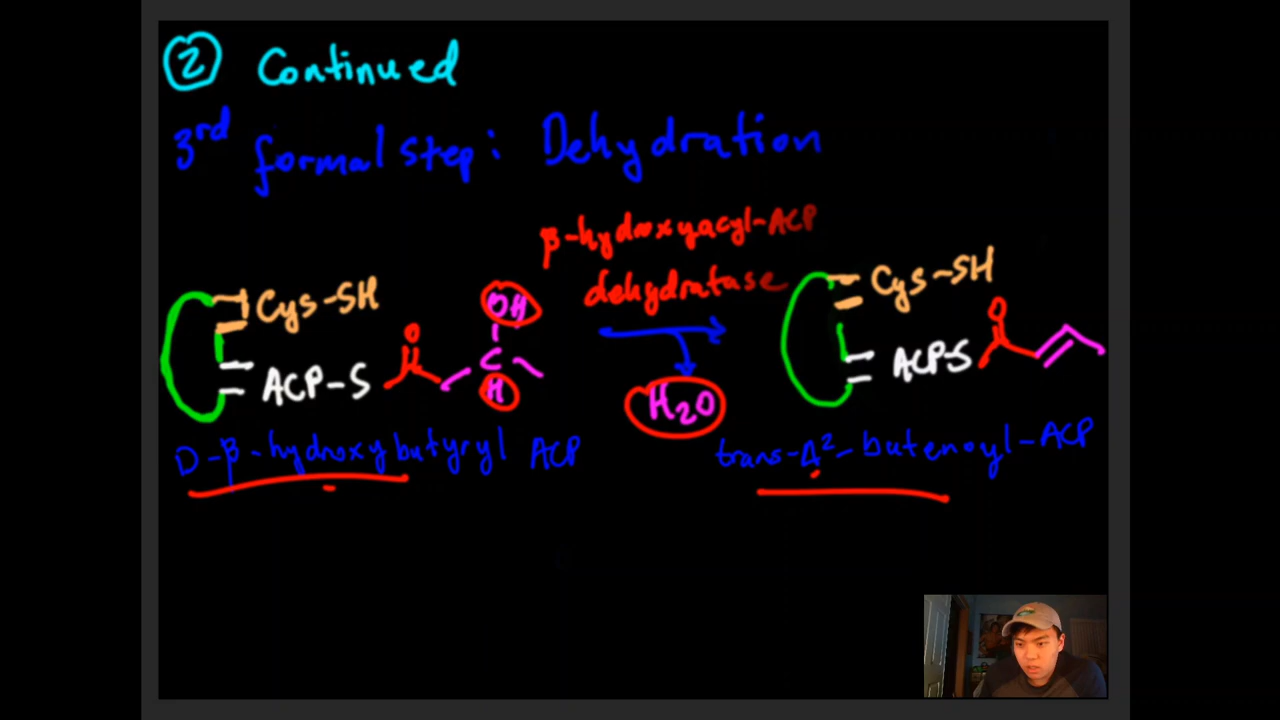 2 Continued
3rd formal step: Dehydration
β-hydroxyacyl-ACP
dehydratase
Cys-SH
O
OH
C
H
ACP-S
H2O
Cys-SH
O
ACP-S
D-β-hydroxybutyryl ACP
trans-Δ²-butenoyl-ACP